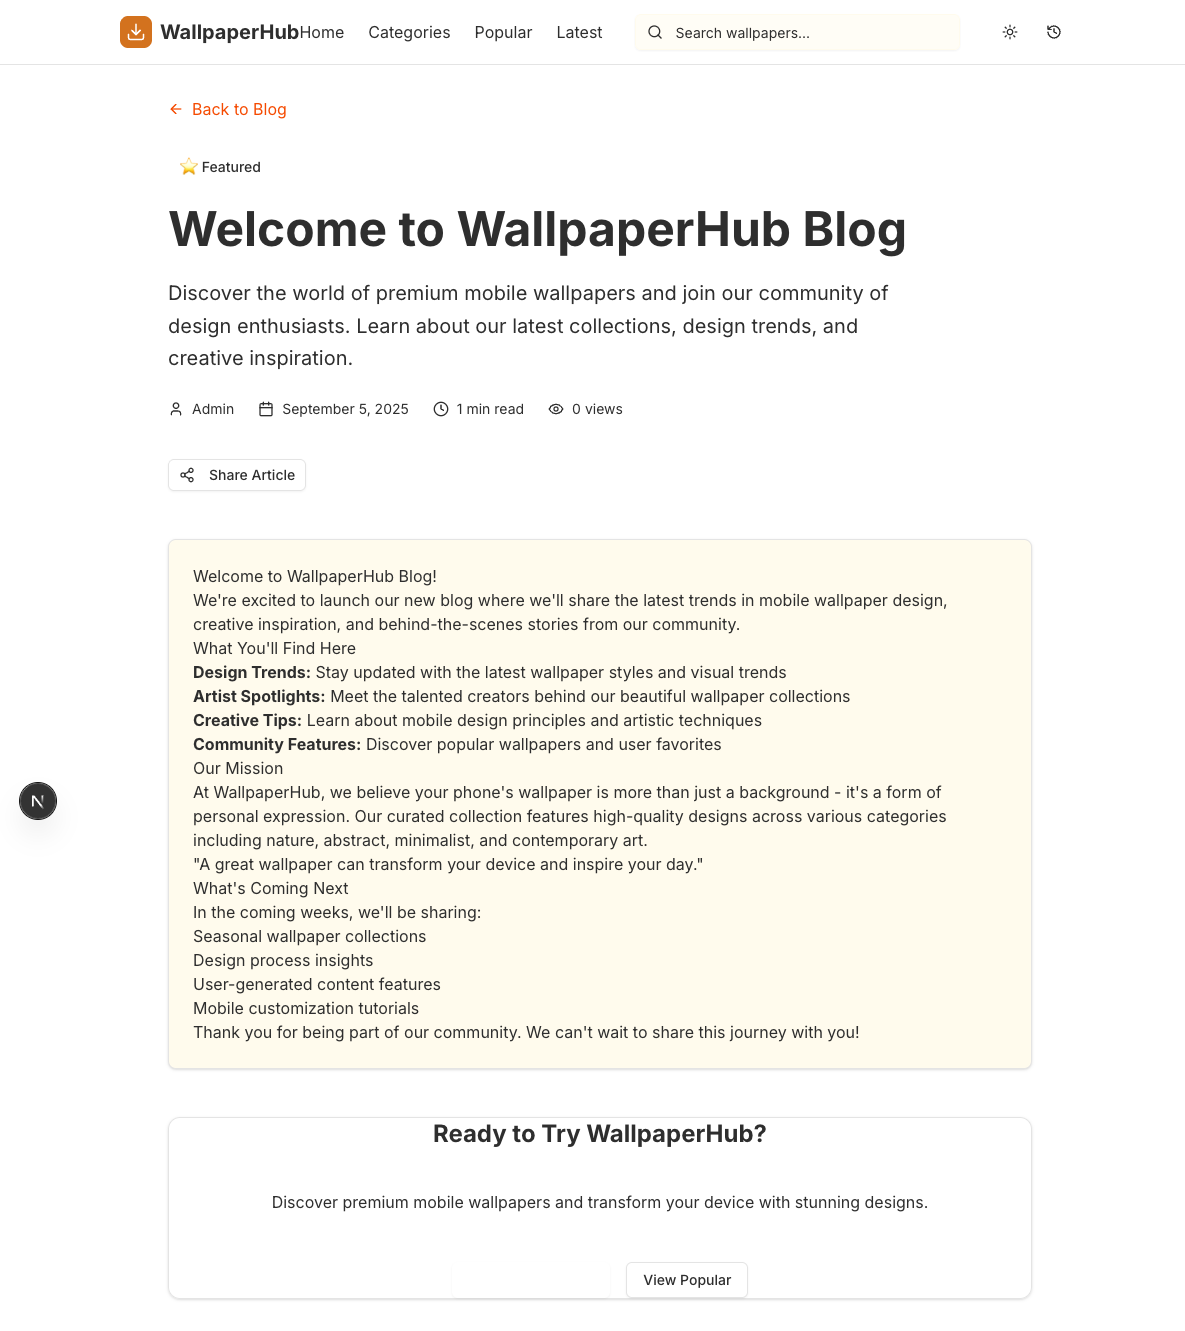 WallpaperHub
Home Categories Popular Latest Search wallpapers...
Back to Blog
⭐ Featured
Welcome to WallpaperHub Blog
Discover the world of premium mobile wallpapers and join our community of
design enthusiasts. Learn about our latest collections, design trends, and
creative inspiration.
Admin September 5, 2025 1 min read 0 views
Share Article
Welcome to WallpaperHub Blog!
We're excited to launch our new blog where we'll share the latest trends in mobile wallpaper design,
creative inspiration, and behind-the-scenes stories from our community.
What You'll Find Here
Design Trends: Stay updated with the latest wallpaper styles and visual trends
Artist Spotlights: Meet the talented creators behind our beautiful wallpaper collections
Creative Tips: Learn about mobile design principles and artistic techniques
Community Features: Discover popular wallpapers and user favorites
Our Mission
At WallpaperHub, we believe your phone's wallpaper is more than just a background - it's a form of
personal expression. Our curated collection features high-quality designs across various categories
including nature, abstract, minimalist, and contemporary art.
"A great wallpaper can transform your device and inspire your day."
What's Coming Next
In the coming weeks, we'll be sharing:
Seasonal wallpaper collections
Design process insights
User-generated content features
Mobile customization tutorials
Thank you for being part of our community. We can't wait to share this journey with you!
N
Ready to Try WallpaperHub?
Discover premium mobile wallpapers and transform your device with stunning designs.
View Popular